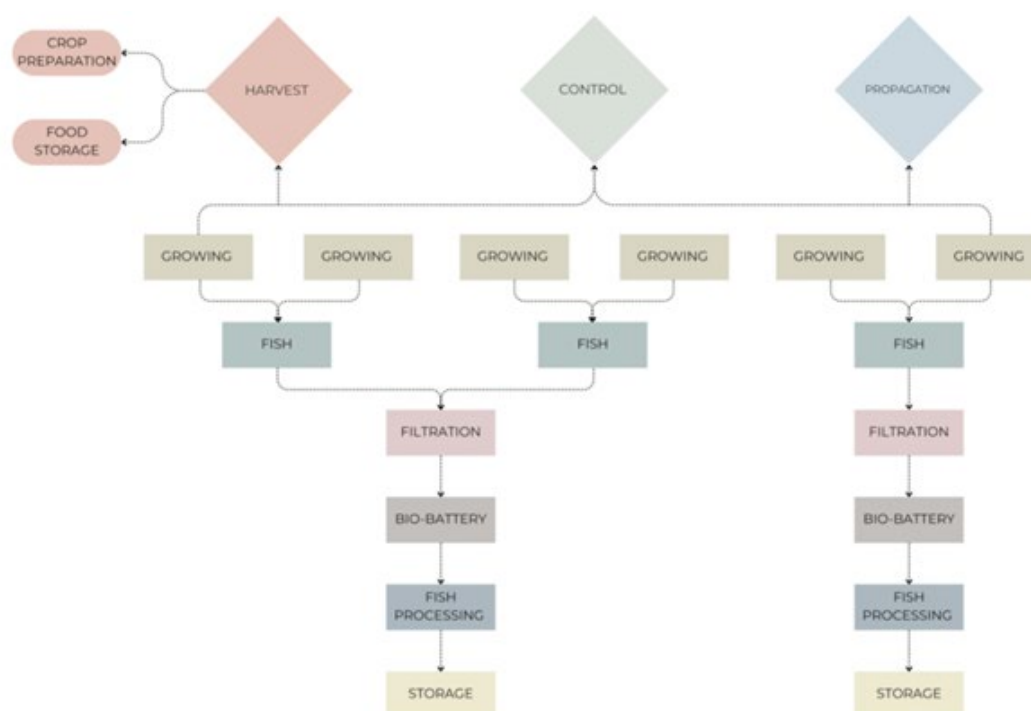 CROP
PREPARATION
FOOD
STORAGE
HARVEST
CONTROL
PROPAGATION
GROWING
GROWING
GROWING
GROWING
GROWING
GROWING
FISH
FISH
FISH
FILTRATION
FILTRATION
BIO-BATTERY
BIO-BATTERY
FISH
PROCESSING
FISH
PROCESSING
STORAGE
STORAGE